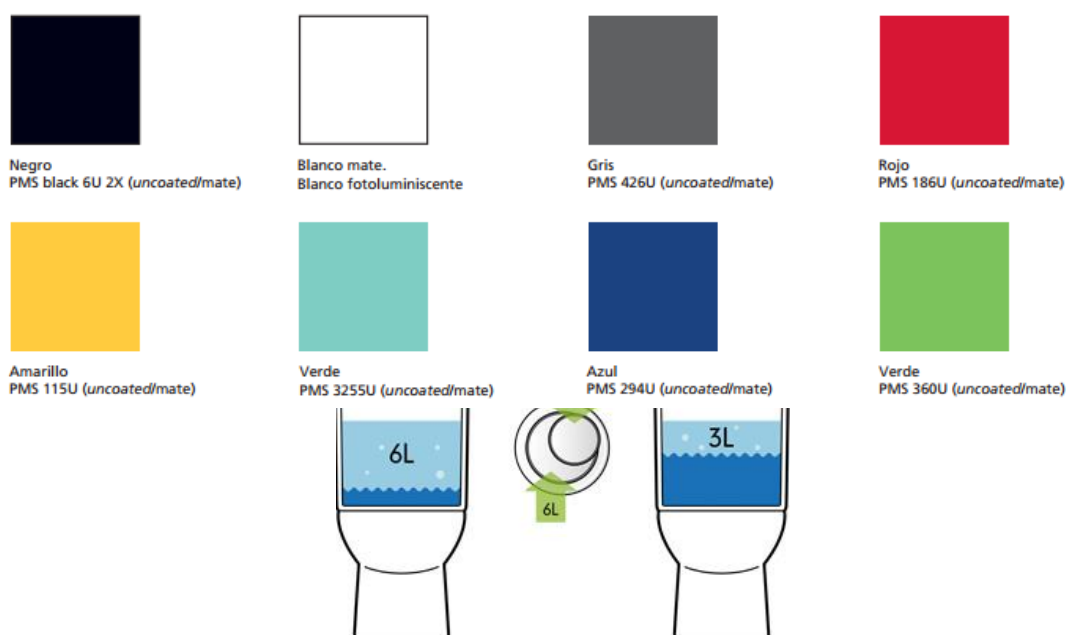 Negro
PMS black 6U 2X (uncoated/mate)
Blanco mate.
Blanco fotoluminiscente
Gris
PMS 426U (uncoated/mate)
Rojo
PMS 186U (uncoated/mate)
Amarillo
PMS 115U (uncoated/mate)
Verde
PMS 3255U (uncoated/mate)
Azul
PMS 294U (uncoated/mate)
Verde
PMS 360U (uncoated/mate)
6L
3L
6L